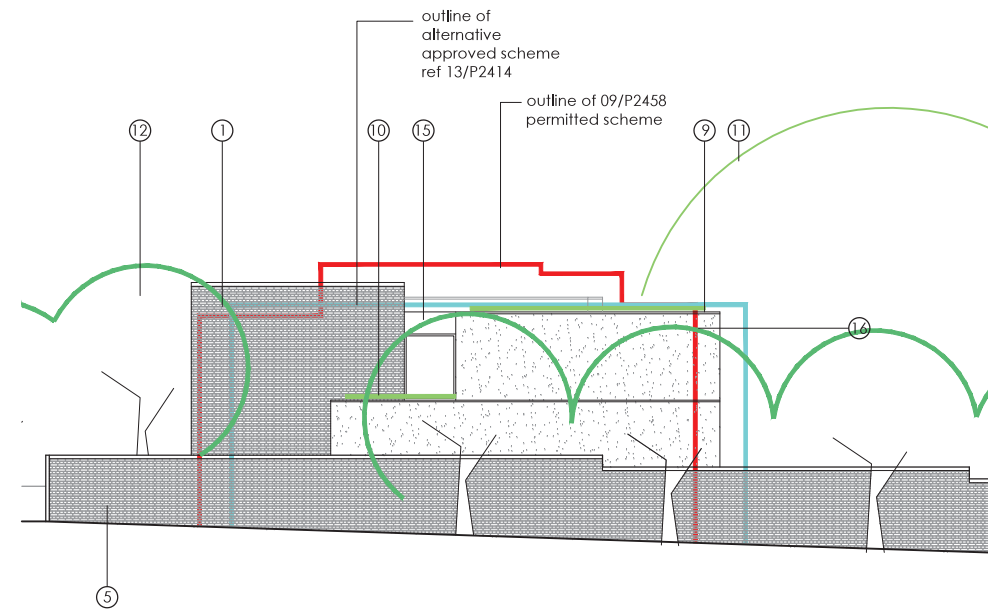 outline of
alternative
approved scheme
ref 13/P2414
outline of 09/P2458
permitted scheme
12
1
10
15
9
11
16
5